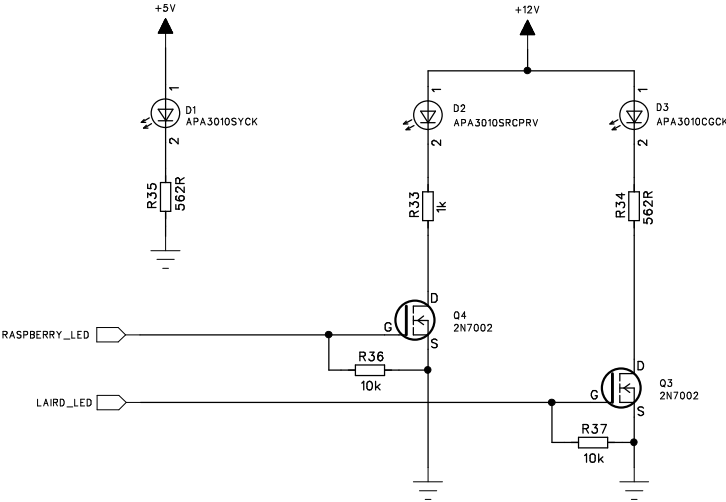 +5V
+12V
1
D1
APA3010SYCK
2
R35
562R
1
D2
APA3010SRCPRV
2
R33
1k
1
D3
APA3010CGCK
2
R34
562R
RASPBERRY_LED
G
D
S
Q4
2N7002
R36
10k
LAIRD_LED
G
D
S
Q3
2N7002
R37
10k